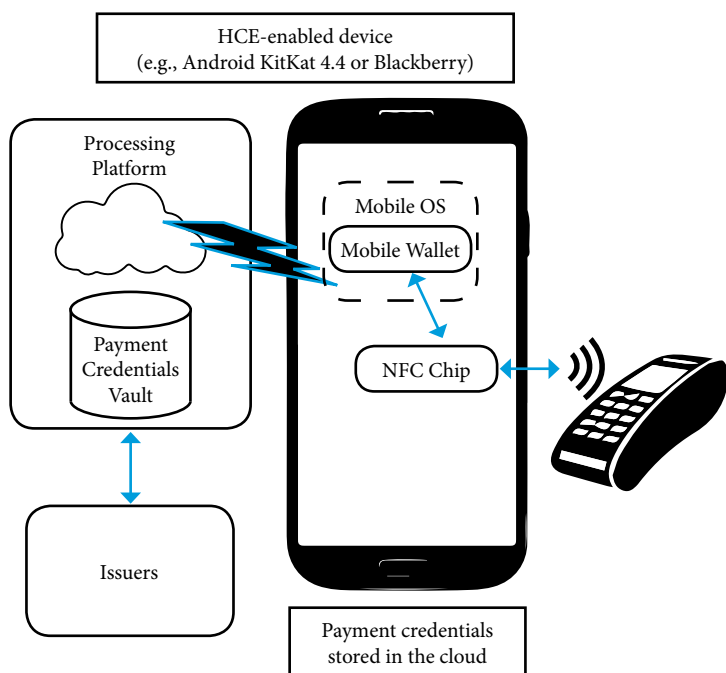 HCE-enabled device
(e.g., Android KitKat 4.4 or Blackberry)
Processing
Platform
Mobile OS
Mobile Wallet
Payment
Credentials
Vault
NFC Chip
Issuers
Payment credentials
stored in the cloud